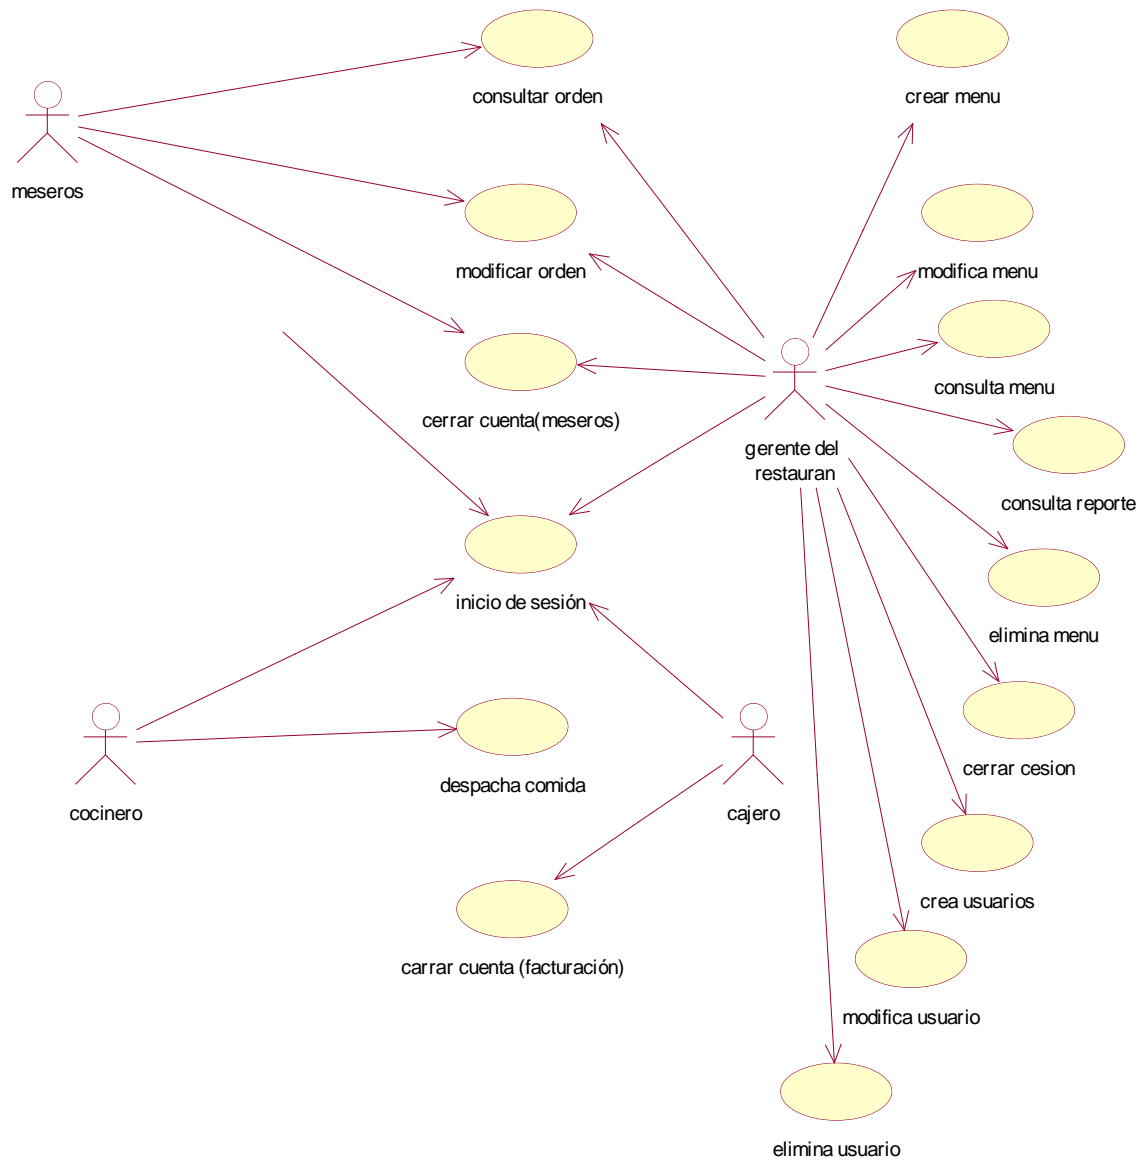 consultar orden
crear menu
meseros
modificar orden
modifica menu
consulta menu
cerrar cuenta(meseros)
gerente del
restauran
consulta reporte
inicio de sesión
elimina menu
cerrar cesion
despacha comida
cocinero
cajero
crea usuarios
carrar cuenta (facturación)
modifica usuario
elimina usuario